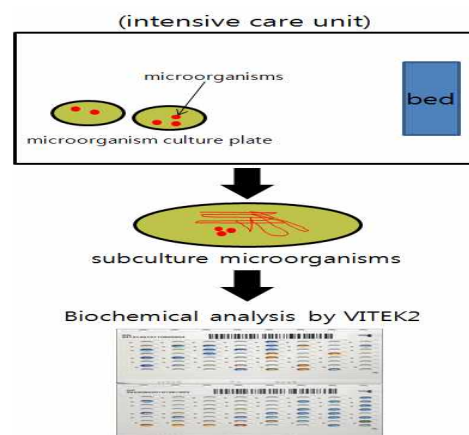 (intensive care unit)
microorganisms
bed
microorganism culture plate
subculture microorganisms
Biochemical analysis by VITEK2